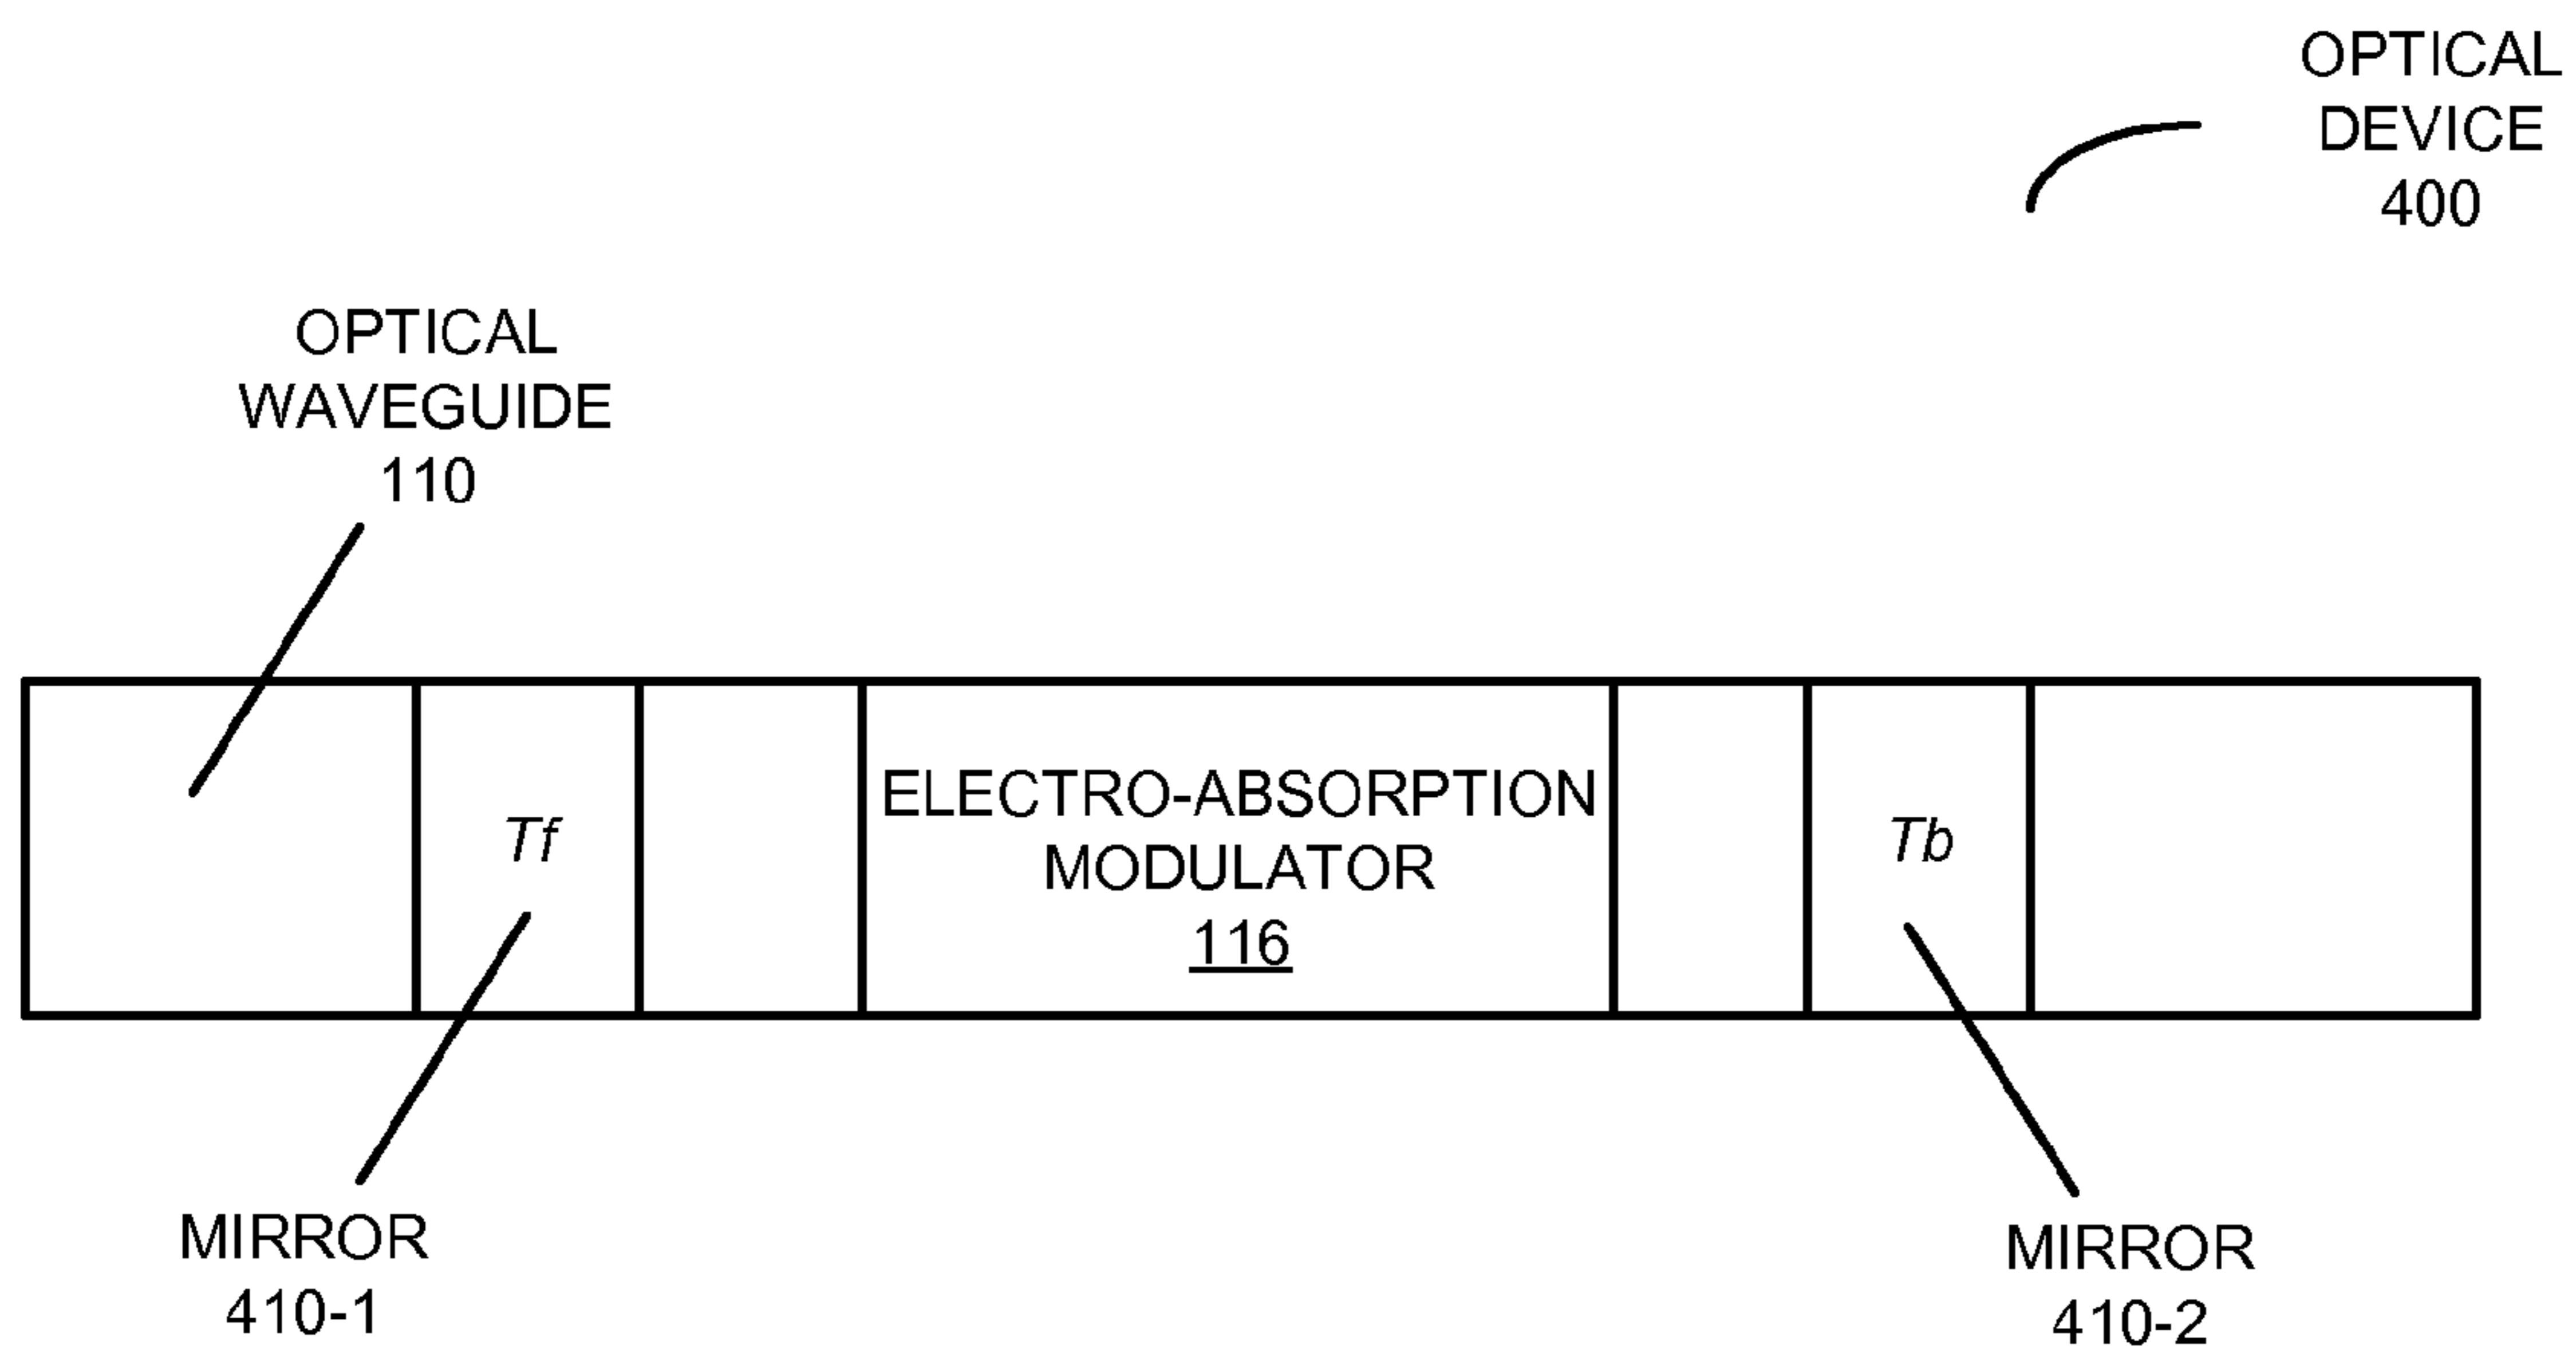 OPTICAL
DEVICE
400
OPTICAL
WAVEGUIDE
110
Tf
ELECTRO-ABSORPTION
MODULATOR
116
Tb
MIRROR
410-1
MIRROR
410-2